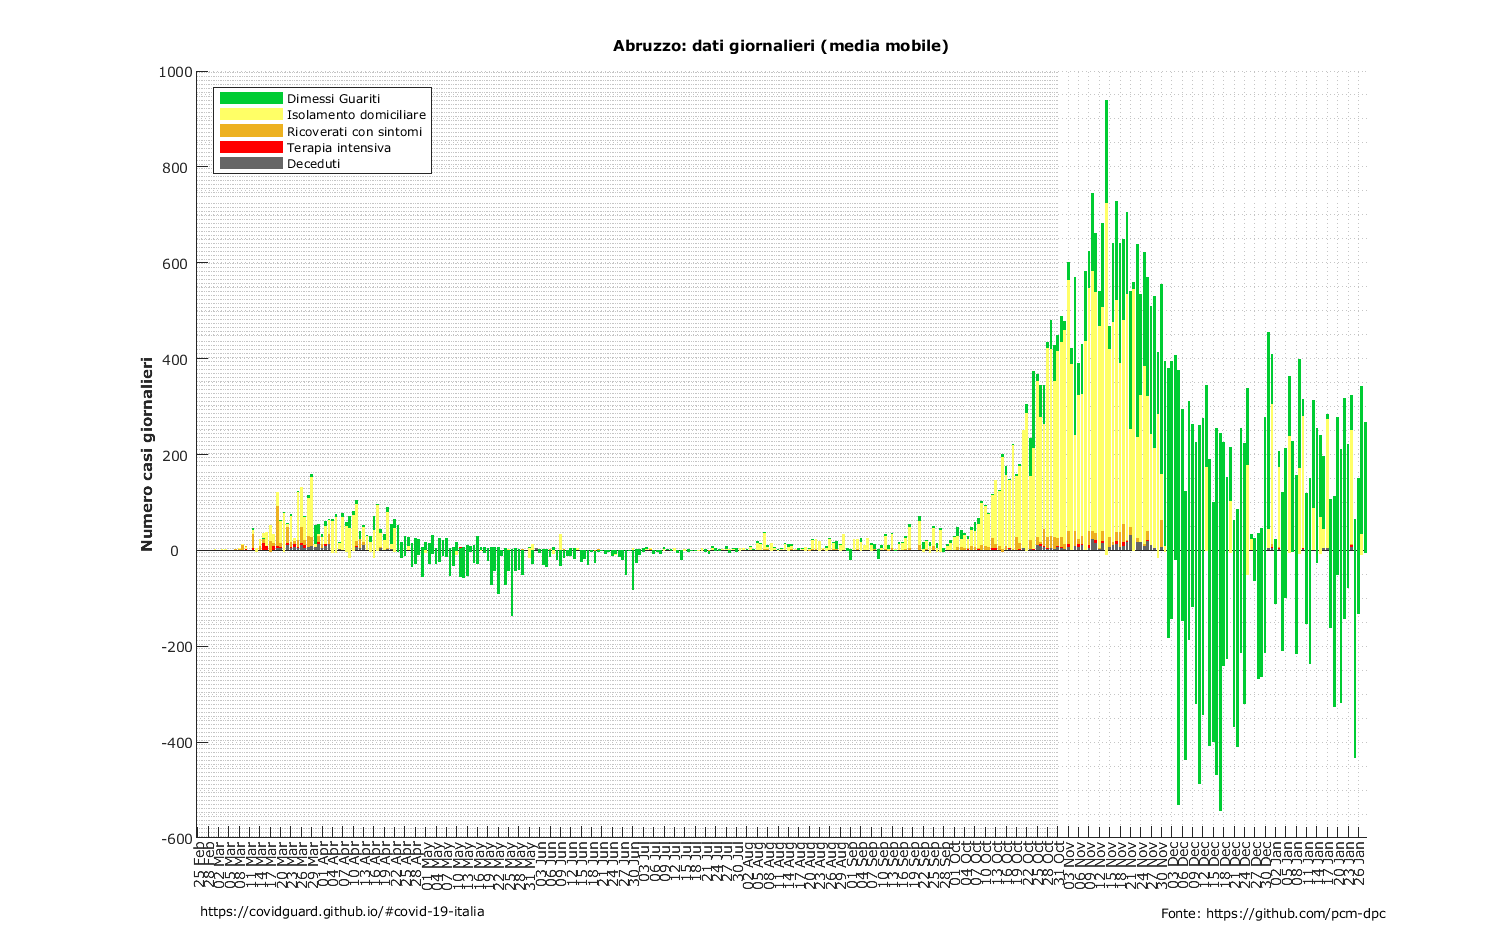 Abruzzo: dati giornalieri (media mobile)
1000
800
600
400
200
0
-200
-400
-600
Numero casi giornalieri
Dimessi Guariti
Isolamento domiciliare
Ricoverati con sintomi
Terapia intensiva
Deceduti
25 Feb
28 Feb
02 Mar
05 Mar
08 Mar
11 Mar
14 Mar
17 Mar
20 Mar
23 Mar
26 Mar
29 Mar
01 Apr
04 Apr
07 Apr
10 Apr
13 Apr
16 Apr
19 Apr
22 Apr
25 Apr
28 Apr
01 May
04 May
07 May
10 May
13 May
16 May
19 May
22 May
25 May
28 May
31 May
03 Jun
06 Jun
09 Jun
12 Jun
15 Jun
18 Jun
21 Jun
24 Jun
27 Jun
30 Jun
03 Jul
06 Jul
09 Jul
12 Jul
15 Jul
18 Jul
21 Jul
24 Jul
27 Jul
30 Jul
02 Aug
05 Aug
08 Aug
11 Aug
14 Aug
17 Aug
20 Aug
23 Aug
26 Aug
29 Aug
01 Sep
04 Sep
07 Sep
10 Sep
13 Sep
16 Sep
19 Sep
22 Sep
25 Sep
28 Sep
01 Oct
04 Oct
07 Oct
10 Oct
13 Oct
16 Oct
19 Oct
22 Oct
25 Oct
28 Oct
31 Oct
03 Nov
06 Nov
09 Nov
12 Nov
15 Nov
18 Nov
21 Nov
24 Nov
27 Nov
30 Nov
03 Dec
06 Dec
09 Dec
12 Dec
15 Dec
18 Dec
21 Dec
24 Dec
27 Dec
30 Dec
02 Jan
05 Jan
08 Jan
11 Jan
14 Jan
17 Jan
20 Jan
23 Jan
26 Jan
https://covidguard.github.io/#covid-19-italia
Fonte: https://github.com/pcm-dpc